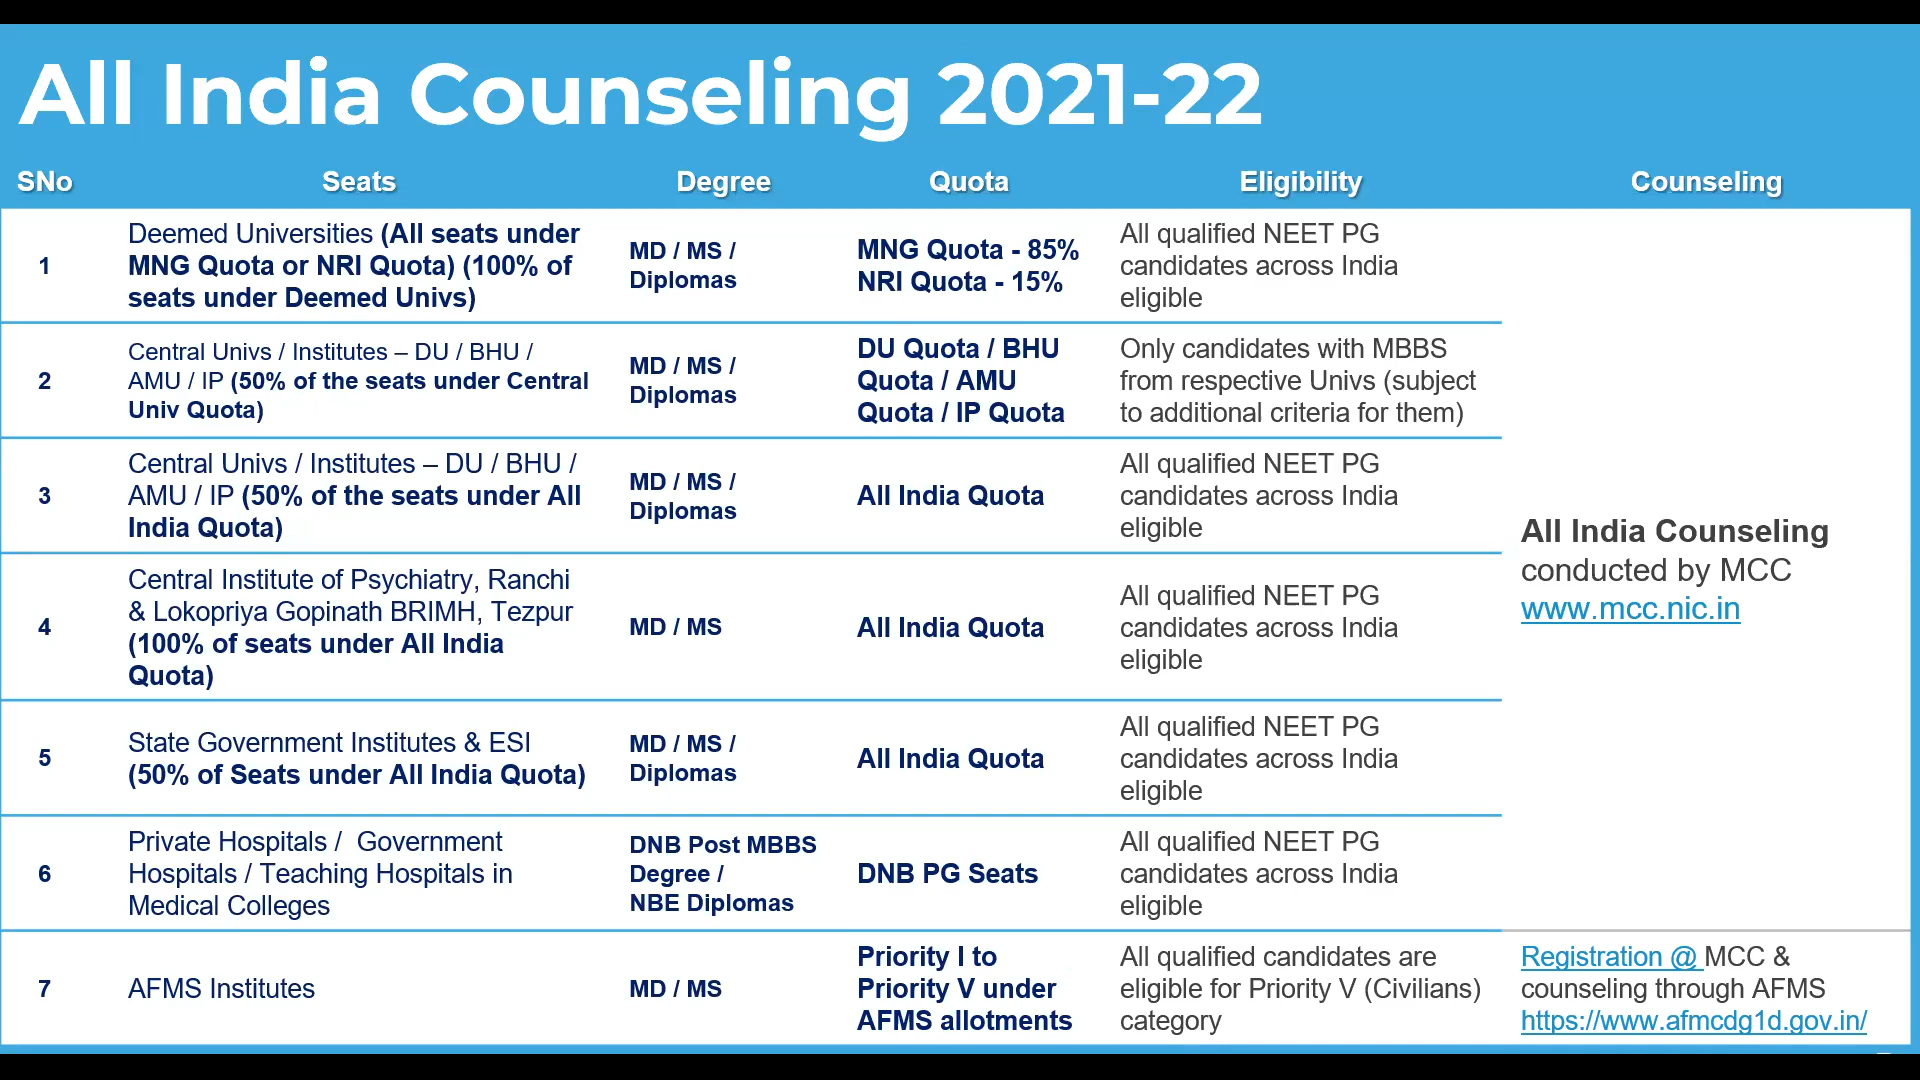 All India Counseling 2021-22
SNo Seats Degree Quota Eligibility Counseling
1
Deemed Universities (All seats under
MNG Quota or NRI Quota) (100% of
seats under Deemed Univs)
MD / MS /
Diplomas
MNG Quota - 85%
NRI Quota - 15%
All qualified NEET PG
candidates across India
eligible
2
Central Univs / Institutes – DU / BHU /
AMU / IP (50% of the seats under Central
Univ Quota)
MD / MS /
Diplomas
DU Quota / BHU
Quota / AMU
Quota / IP Quota
Only candidates with MBBS
from respective Univs (subject
to additional criteria for them)
3
Central Univs / Institutes – DU / BHU /
AMU / IP (50% of the seats under All
India Quota)
MD / MS /
Diplomas
All India Quota
All qualified NEET PG
candidates across India
eligible
4
Central Institute of Psychiatry, Ranchi
& Lokopriya Gopinath BRIMH, Tezpur
(100% of seats under All India
Quota)
MD / MS
All India Quota
All qualified NEET PG
candidates across India
eligible
5
State Government Institutes & ESI
(50% of Seats under All India Quota)
MD / MS /
Diplomas
All India Quota
All qualified NEET PG
candidates across India
eligible
6
Private Hospitals / Government
Hospitals / Teaching Hospitals in
Medical Colleges
DNB Post MBBS
Degree /
NBE Diplomas
DNB PG Seats
All qualified NEET PG
candidates across India
eligible
All India Counseling
conducted by MCC
www.mcc.nic.in
7
AFMS Institutes
MD / MS
Priority I to
Priority V under
AFMS allotments
All qualified candidates are
eligible for Priority V (Civilians)
category
Registration @ MCC &
counseling through AFMS
https://www.afmcdg1d.gov.in/